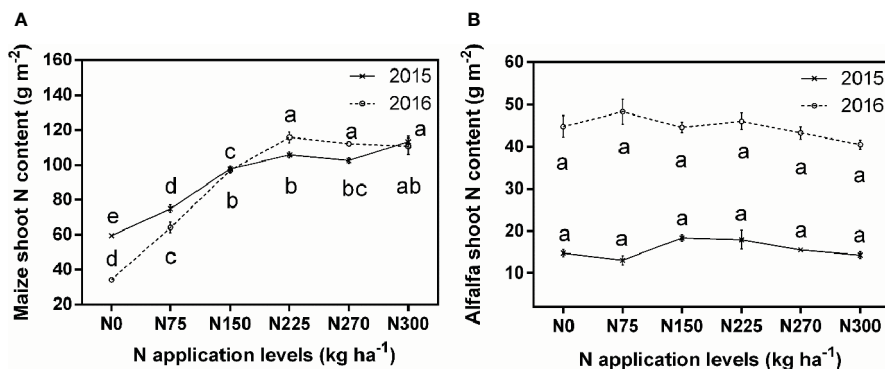 A
Maize shoot N content (g m⁻²)
160
140
120
100
80
60
40
20
2015
2016
e
d
c
a
a
a
d
c
b
b
bc
ab
N0
N75
N150
N225
N270
N300
N application levels (kg ha⁻¹)
B
Alfalfa shoot N content (g m⁻²)
60
50
40
30
20
10
2015
2016
a
a
a
a
a
a
a
a
a
a
a
a
N0
N75
N150
N225
N270
N300
N application levels (kg ha⁻¹)